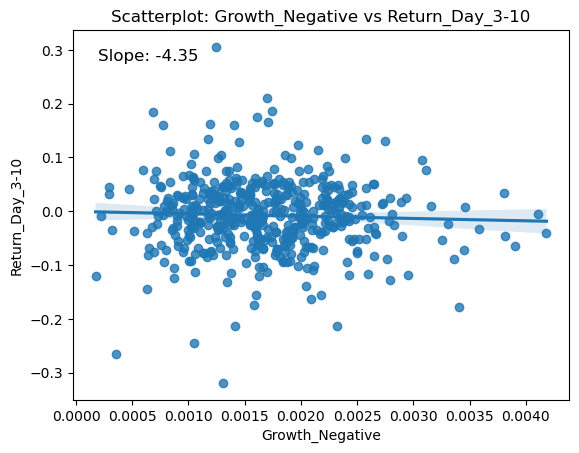 Scatterplot: Growth_Negative vs Return_Day_3-10
Slope: -4.35
Return_Day_3-10
0.3
0.2
0.1
0.0
−0.1
−0.2
−0.3
0.0000 0.0005 0.0010 0.0015 0.0020 0.0025 0.0030 0.0035 0.0040
Growth_Negative